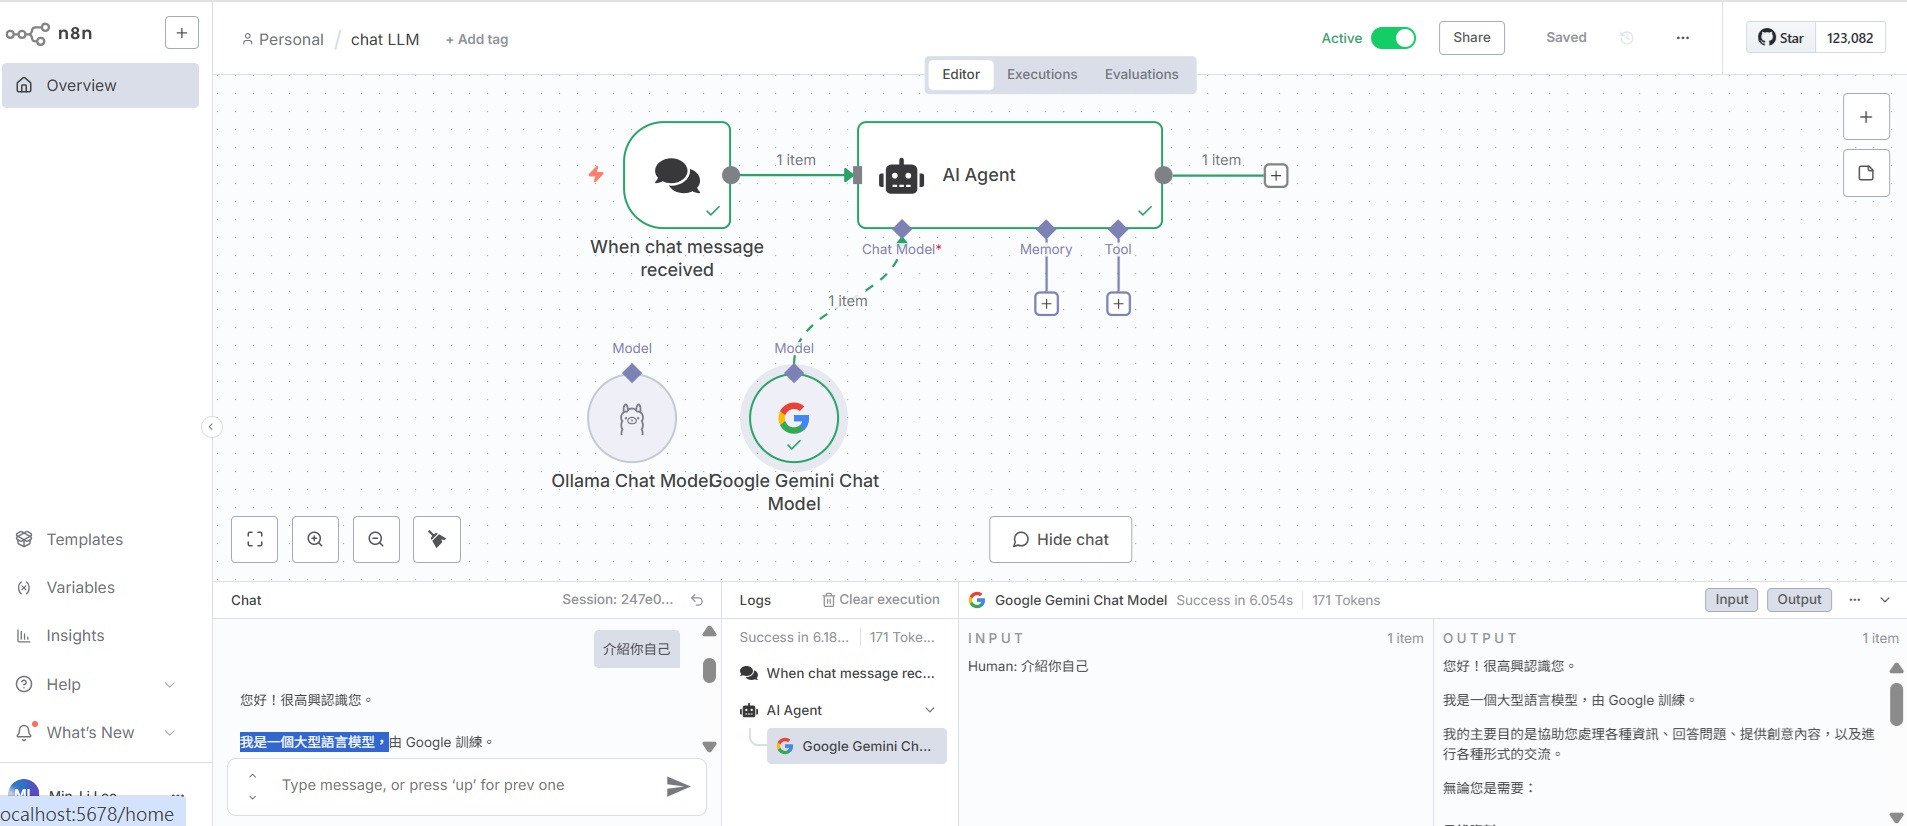 n8n
+
Personal / chat LLM + Add tag
Active
Share
Saved
...
Star 123,082
Overview
Editor Executions Evaluations
1 item
AI Agent
1 item
When chat message
received
Chat Model*
Memory
Tool
1 item
Model
Model
Ollama Chat Model
Google Gemini Chat
Model
Hide chat
Templates
Variables
Insights
Help
What's New
localhost:5678/home
Chat
Session: 247e0...
介紹你自己
您好！很高興認識您。
我是一個大型語言模型，由 Google 訓練。
Type message, or press ‘up’ for prev one
Logs
Clear execution
Success in 6.18... 171 Toke...
When chat message rec...
AI Agent
Google Gemini Ch...
Google Gemini Chat Model Success in 6.054s 171 Tokens
Input Output ...
INPUT 1 item
Human: 介紹你自己
OUTPUT 1 item
您好！很高興認識您。
我是一個大型語言模型，由 Google 訓練。
我的主要目的是協助您處理各種資訊、回答問題、提供創意內容，以及進
行各種形式的交流。
無論您是需要：